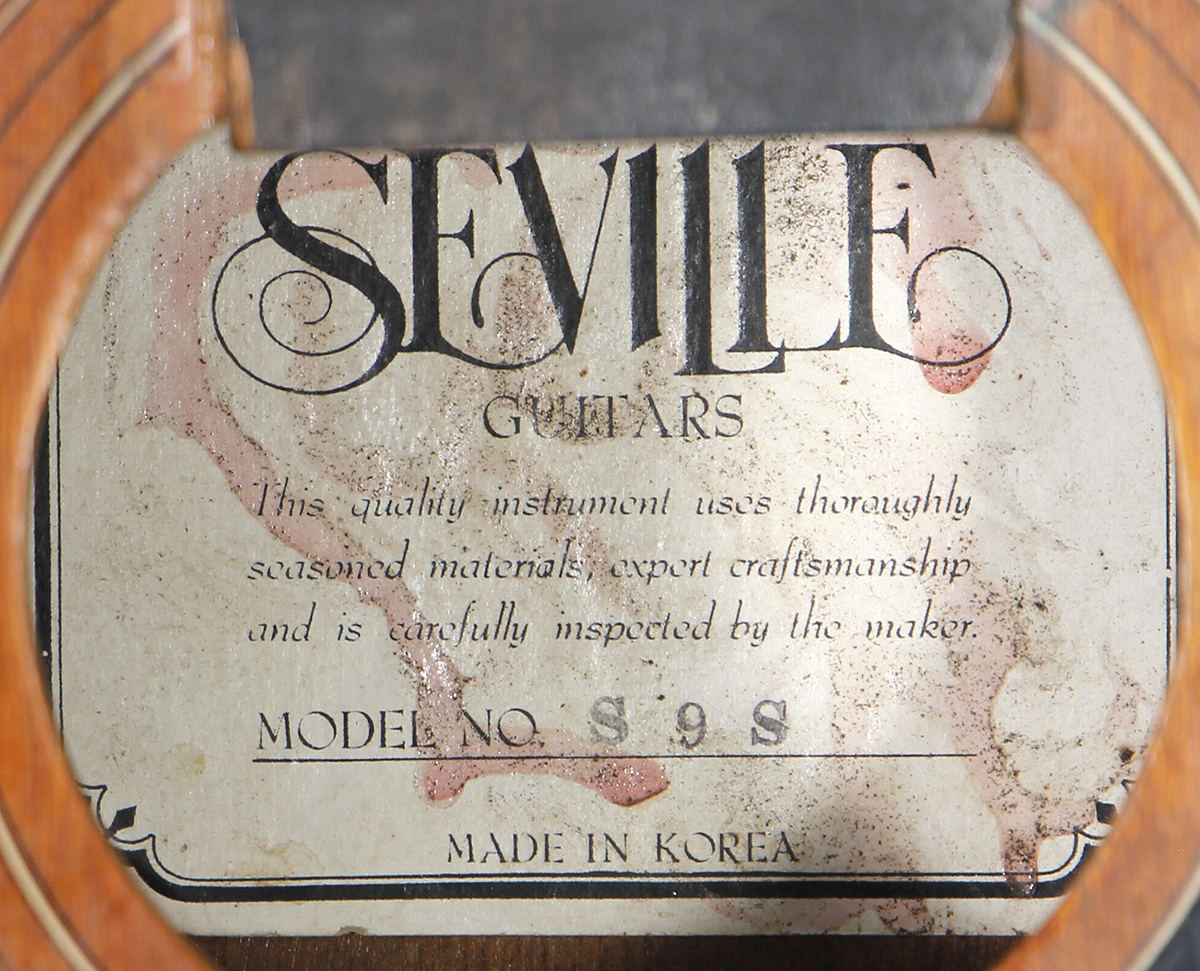 SEVILLE
GUITARS
This quality instrument uses thoroughly
seasoned materials, expert craftsmanship
and is carefully inspected by the maker.
MODEL NO. S 9 S
MADE IN KOREA